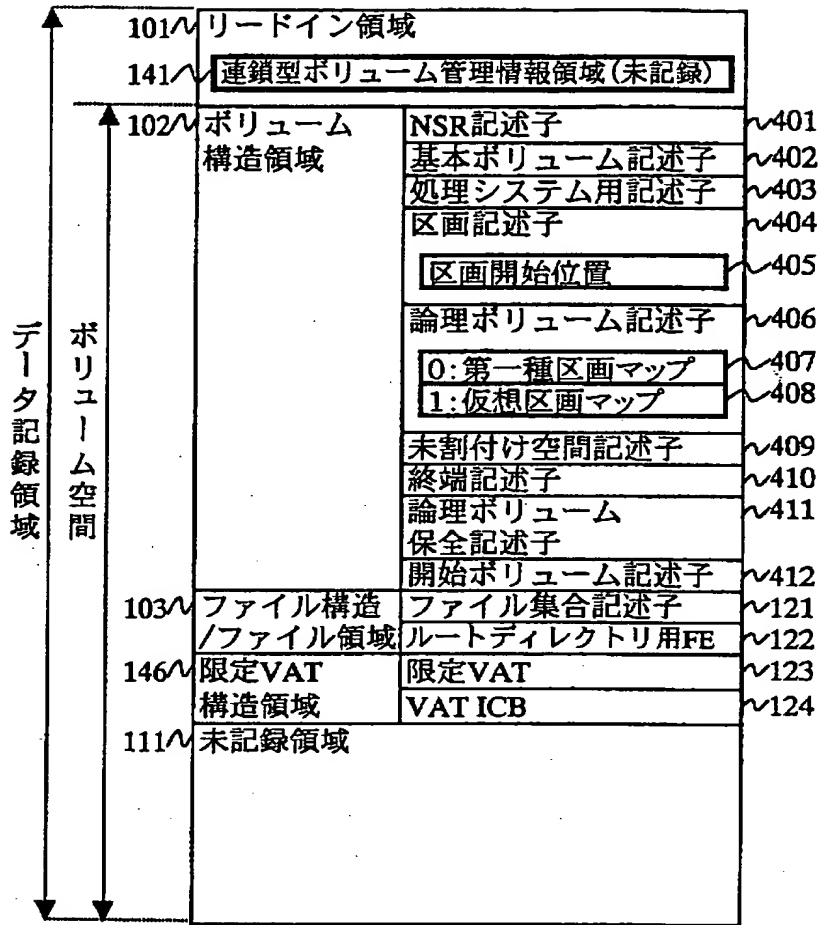 データ記録領域
ボリューム空間
101 リードイン領域
141 連鎖型ボリューム管理情報領域(未記録)
102 ボリューム
構造領域
NSR記述子 401
基本ボリューム記述子 402
処理システム用記述子 403
区画記述子 404
区画開始位置 405
論理ボリューム記述子 406
0:第一種区画マップ 407
1:仮想区画マップ 408
未割付け空間記述子 409
終端記述子 410
論理ボリューム 411
保全記述子
開始ボリューム記述子 412
103 ファイル構造
/ファイル領域
ファイル集合記述子 121
ルートディレクトリ用FE 122
146 限定VAT
構造領域
限定VAT 123
VAT ICB 124
111 未記録領域